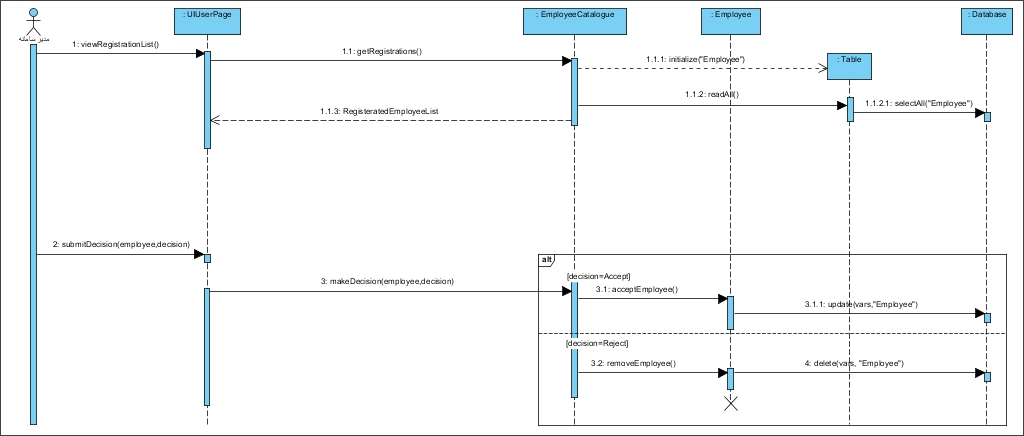 : UIUserPage
: EmployeeCatalogue
: Employee
: Database
مدیر سامانه
1: viewRegistrationList()
1.1: getRegistrations()
1.1.1: initialize("Employee")
: Table
1.1.2: readAll()
1.1.2.1: selectAll("Employee")
1.1.3: RegisteratedEmployeeList
2: submitDecision(employee,decision)
alt
[decision=Accept]
3: makeDecision(employee,decision)
3.1: acceptEmployee()
3.1.1: update(vars,"Employee")
[decision=Reject]
3.2: removeEmployee()
4: delete(vars, "Employee")